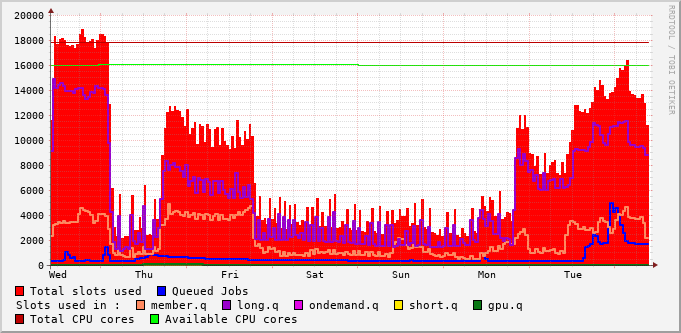 RRDTOOL / TOBI OETIKER
20000
18000
16000
14000
12000
10000
8000
6000
4000
2000
0
Wed Thu Fri Sat Sun Mon Tue
Total slots used Queued Jobs
Slots used in : member.q long.q ondemand.q short.q gpu.q
Total CPU cores Available CPU cores